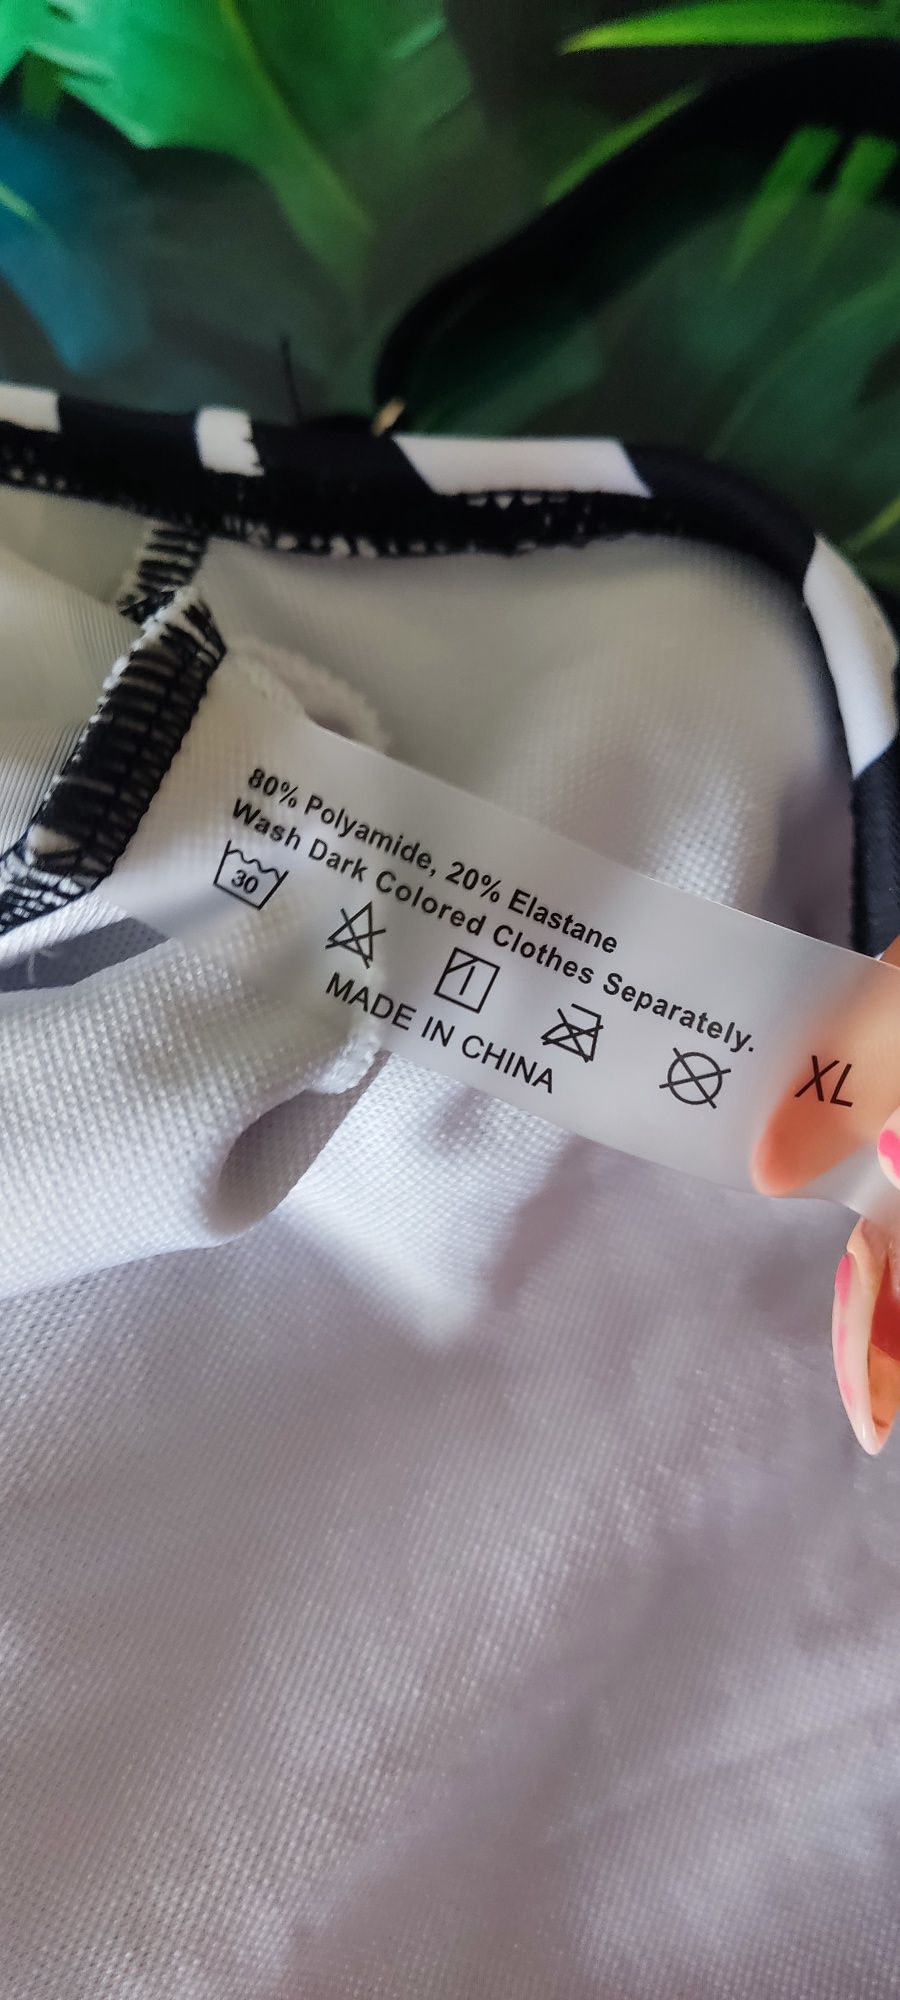 80% Polyamide, 20% Elastane
Wash Dark Colored Clothes Separately.
30
MADE IN CHINA
XL